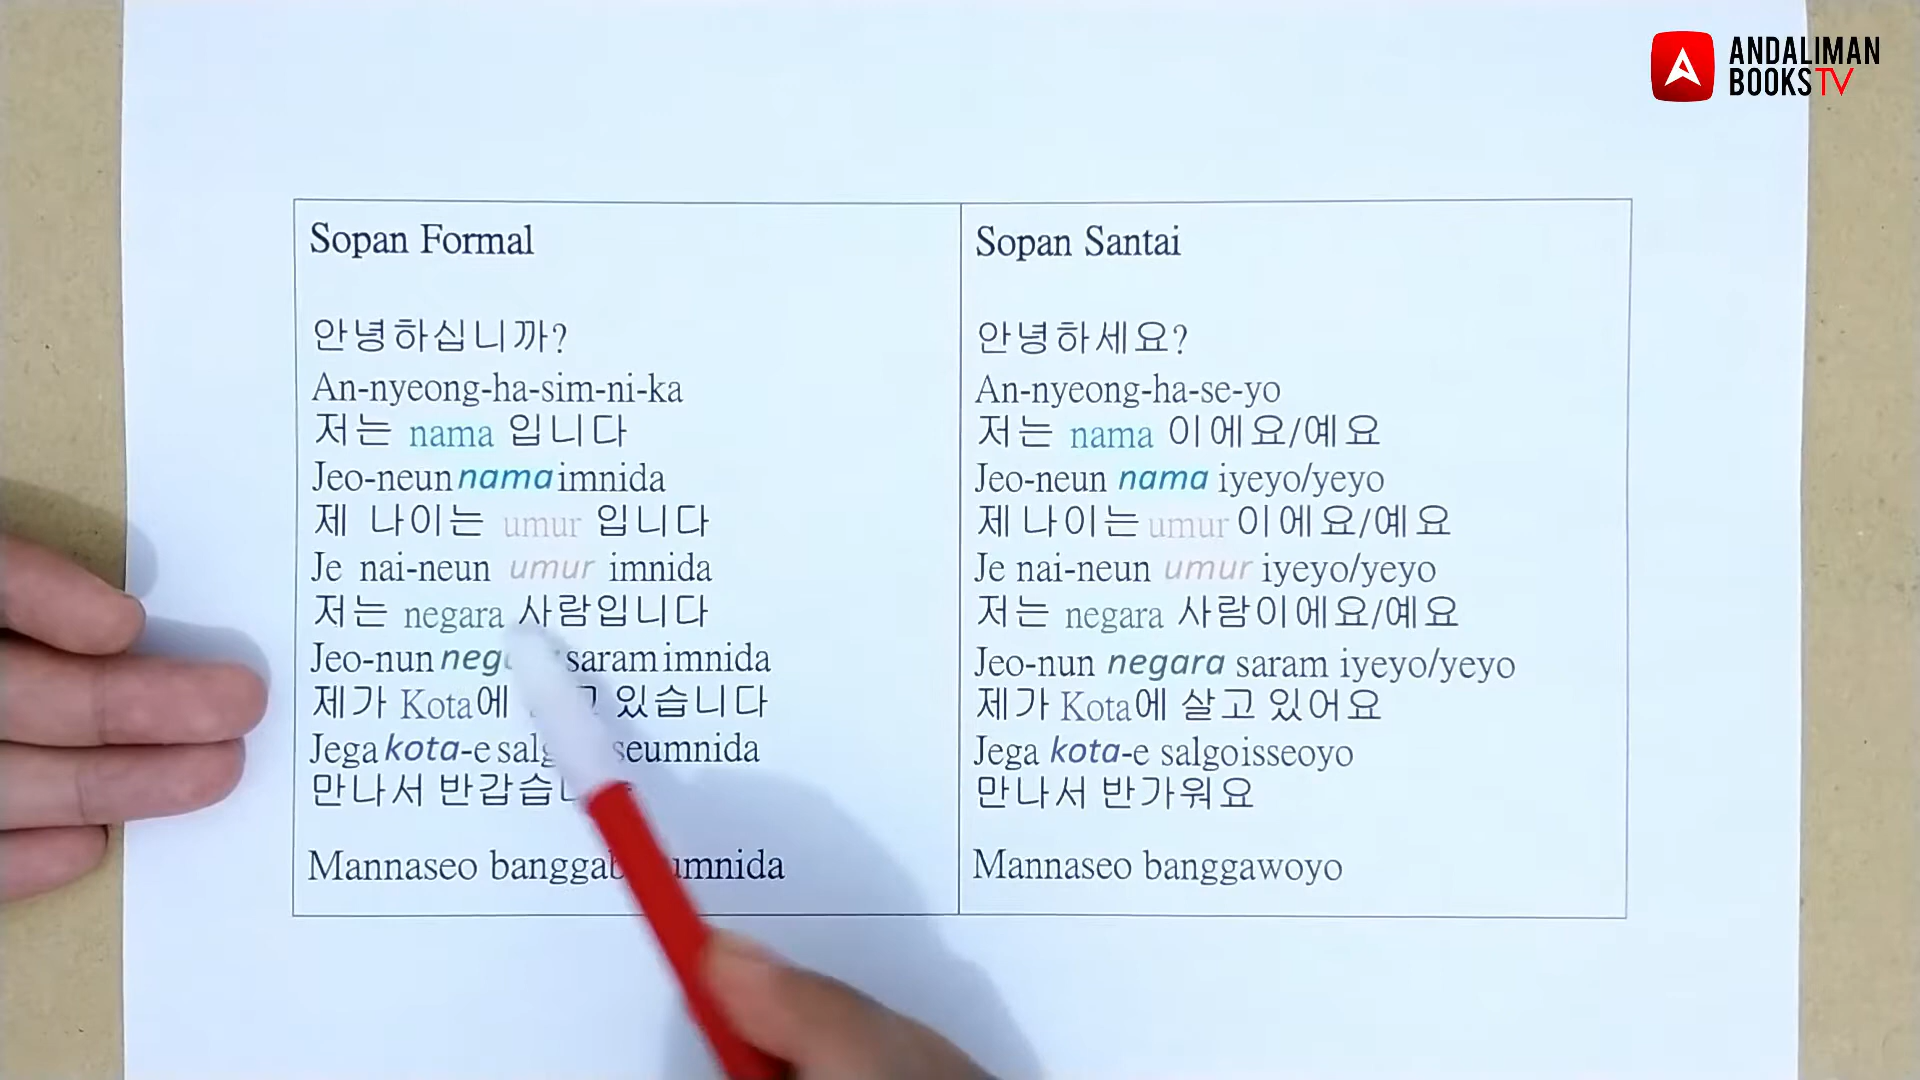 ANDALIMAN
BOOKSTV
Sopan Formal
안녕하십니까?
An-nyeong-ha-sim-ni-ka
저는 nama 입니다
Jeo-neun nama imnida
제 나이는 umur 입니다
Je nai-neun umur imnida
저는 negara 사람입니다
Jeo-nun saram imnida
제가 Kota에 있습니다
Jega kota-e
만나서
Mannaseo
Sopan Santai
안녕하세요?
An-nyeong-ha-se-yo
저는 nama 이에요/예요
Jeo-neun nama iyeyo/yeyo
제 나이는 umur 이에요/예요
Je nai-neun umur iyeyo/yeyo
저는 negara 사람이에요/예요
Jeo-nun negara saram iyeyo/yeyo
제가 Kota에 살고 있어요
Jega kota-e salgoisseoyo
만나서 반가워요
Mannaseo banggawoyo